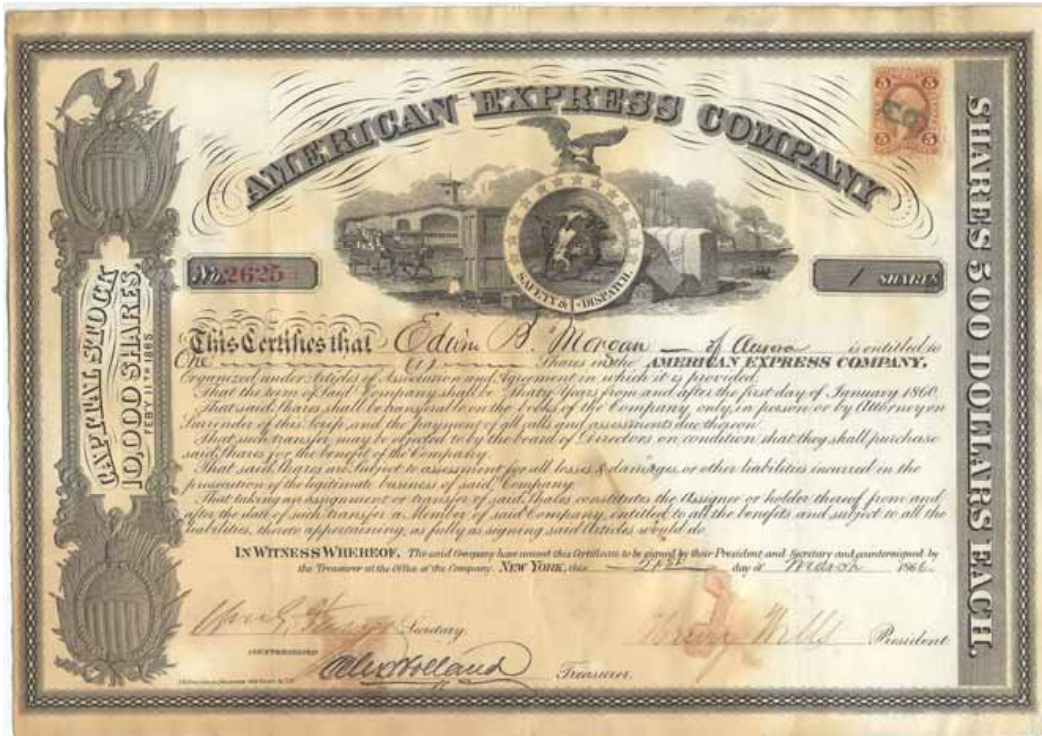 AMERICAN EXPRESS COMPANY
5 5
5 5
SAFETY & DISPATCH.
No. 2625
1 SHARES
CAPITAL STOCK
10,000 SHARES.
FEBY 11TH 1865
SHARES 500 DOLLARS EACH.
This Certifies that Edwin B. Morgan of Aurora is entitled to
One (1) Shares in the AMERICAN EXPRESS COMPANY.
Organized under Articles of Association and Agreement in which it is provided,
That the term of said Company shall be Thirty Years from and after the first day of January 1860.
That said Shares shall be transferable on the books of the Company, only, in person or by Attorney on
Surrender of this Scrip, and the payment of all calls and assessments due thereon.
That such transfer may be objected to by the board of Directors on condition, that they shall purchase
said Shares for the benefit of the Company.
That said Shares are Subject to assessment for all losses & damages, or other liabilities incurred in the
prosecution of the legitimate business of said Company.
That taking an assignment or transfer of said Shares constitutes the Assignee or holder thereof from and
after the date of such transfer a Member of said Company, entitled to all the benefits and subject to all the
liabilities, thereto appertaining, as fully as signing said Articles would do.
IN WITNESS WHEREOF, The said Company have caused this Certificate to be signed by their President and Secretary and countersigned by
the Treasurer at the Office of the Company. NEW YORK, this 21st day of March 1866.
Secretary.
Henry Wells President
COUNTERSIGNED
Alex Holland Treasurer.